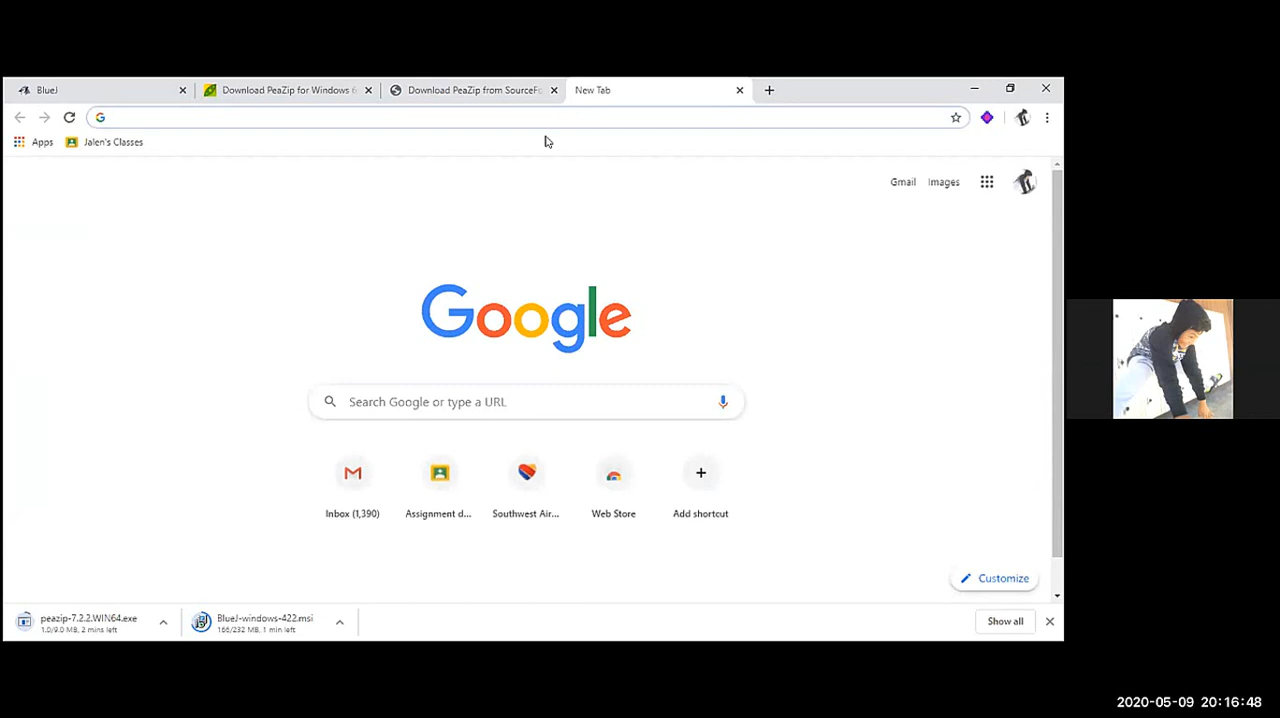 BlueJ
Download PeaZip for Windows 6
Download PeaZip from SourceFo
New Tab
Apps
Jalen's Classes
Gmail
Images
Google
Search Google or type a URL
Inbox (1,390)
Assignment d...
Southwest Air...
Web Store
Add shortcut
Customize
peazip-7.2.2.WIN64.exe
1.0/9.0 MB, 2 mins left
BlueJ-windows-422.msi
166/232 MB, 1 min left
Show all
2020-05-09 20:16:48